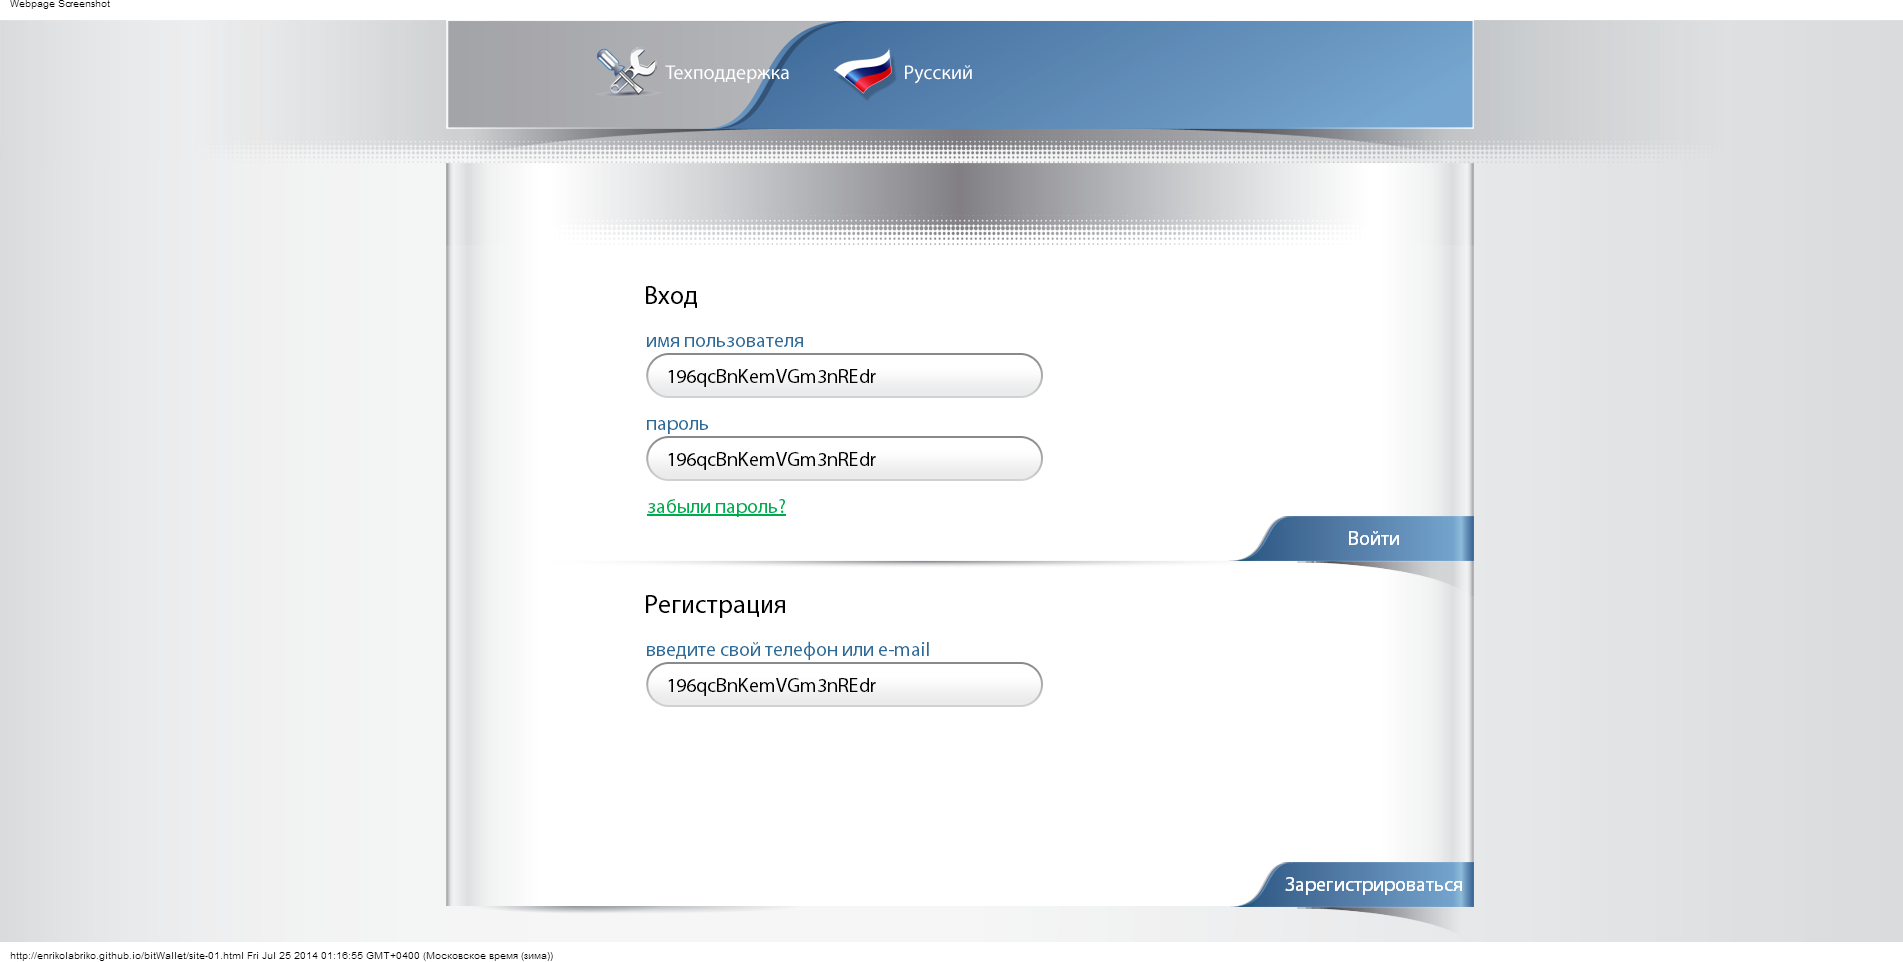 Webpage Screenshot
Техподдержка
Русский
Вход
имя пользователя
196qcBnKemVGm3nREdr
пароль
196qcBnKemVGm3nREdr
забыли пароль?
Войти
Регистрация
введите свой телефон или e-mail
196qcBnKemVGm3nREdr
Зарегистрироваться
http://enrikolabriko.github.io/bitWallet/site-01.html Fri Jul 25 2014 01:16:55 GMT+0400 (Московское время (зима))